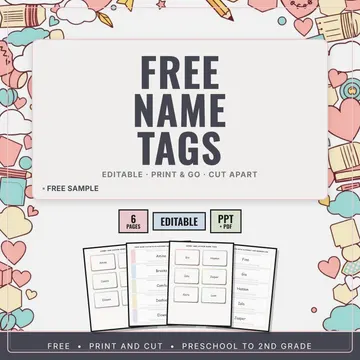 FREE
NAME
TAGS
EDITABLE · PRINT & GO · CUT APART
• FREE SAMPLE
6
PAGES
EDITABLE
PPT
+ PDF
FREE • PRINT AND CUT • PRESCHOOL TO 2ND GRADE